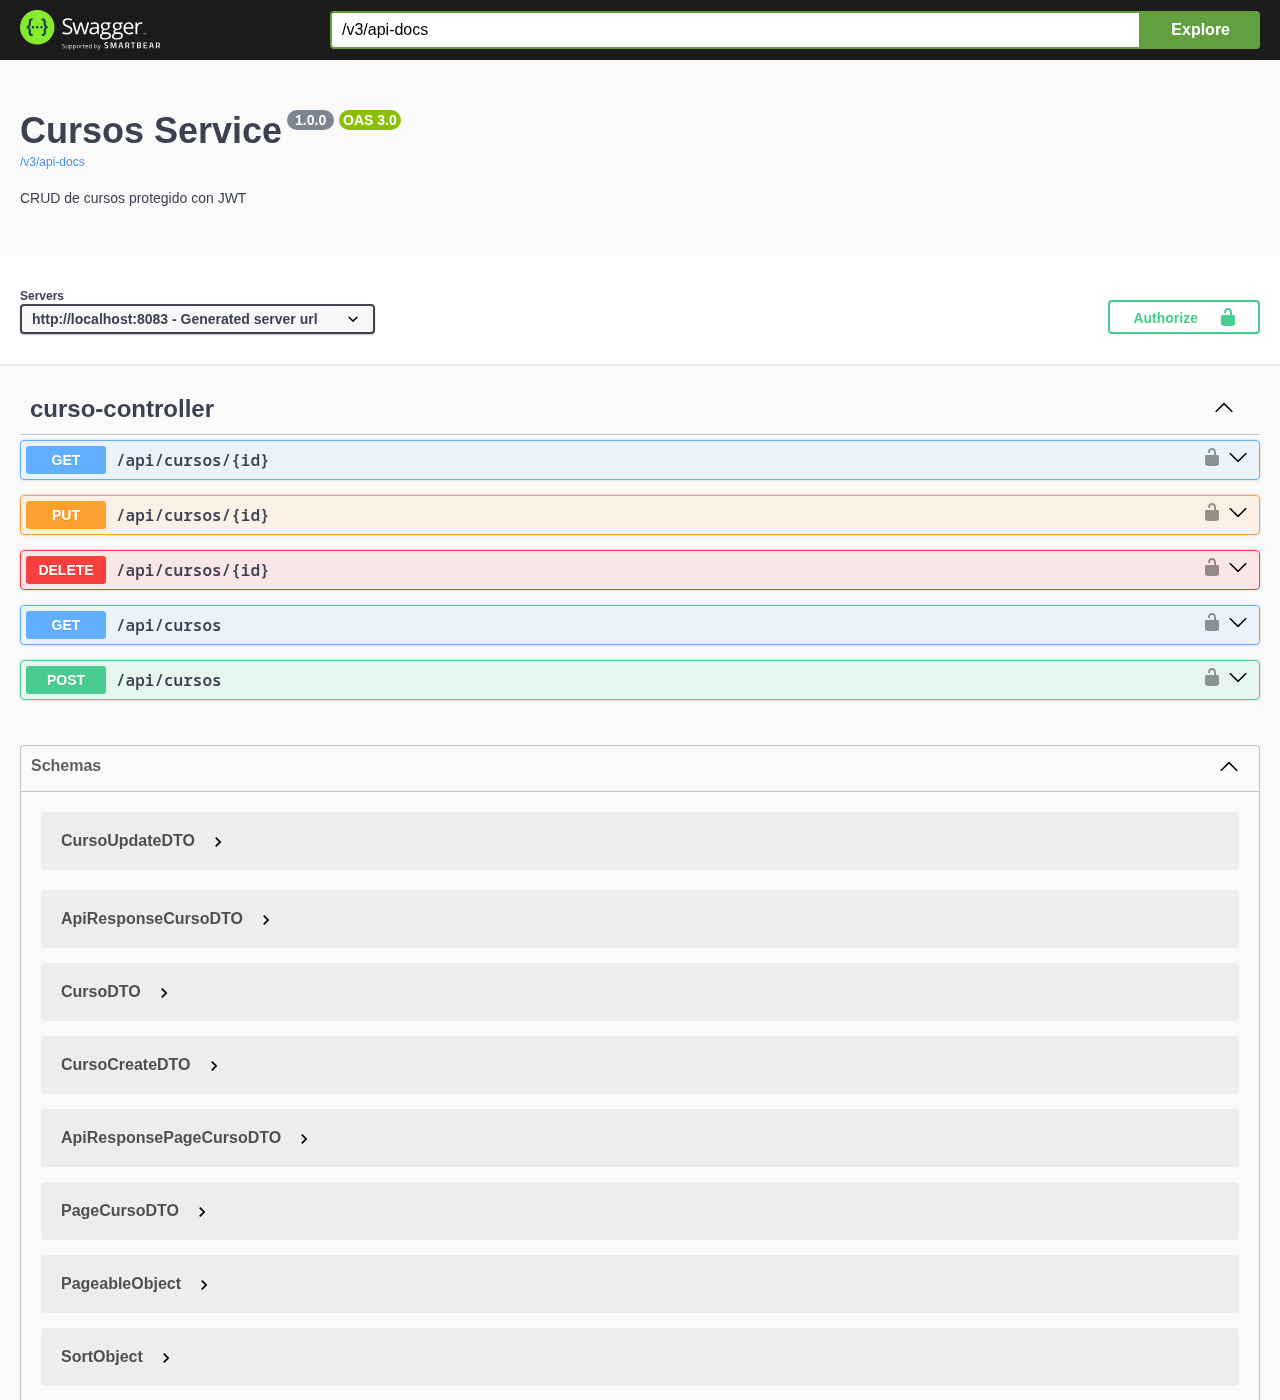 Swagger
Supported by SMARTBEAR
/v3/api-docs
Explore
Cursos Service
1.0.0
OAS 3.0
/v3/api-docs
CRUD de cursos protegido con JWT
Servers
http://localhost:8083 - Generated server url
Authorize
curso-controller
GET /api/cursos/{id}
PUT /api/cursos/{id}
DELETE /api/cursos/{id}
GET /api/cursos
POST /api/cursos
Schemas
CursoUpdateDTO
ApiResponseCursoDTO
CursoDTO
CursoCreateDTO
ApiResponsePageCursoDTO
PageCursoDTO
PageableObject
SortObject